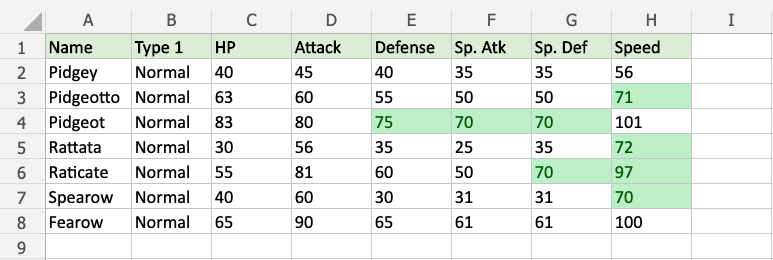 A B C D E F G H I
1 Name Type 1 HP Attack Defense Sp. Atk Sp. Def Speed
2 Pidgey Normal 40 45 40 35 35 56
3 Pidgeotto Normal 63 60 55 50 50 71
4 Pidgeot Normal 83 80 75 70 70 101
5 Rattata Normal 30 56 35 25 35 72
6 Raticate Normal 55 81 60 50 70 97
7 Spearow Normal 40 60 30 31 31 70
8 Fearow Normal 65 90 65 61 61 100
9